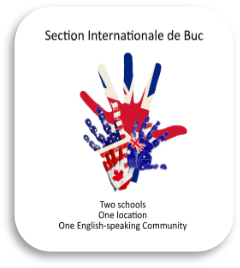 Section Internationale de Buc
Two schools
One location
One English-speaking Community